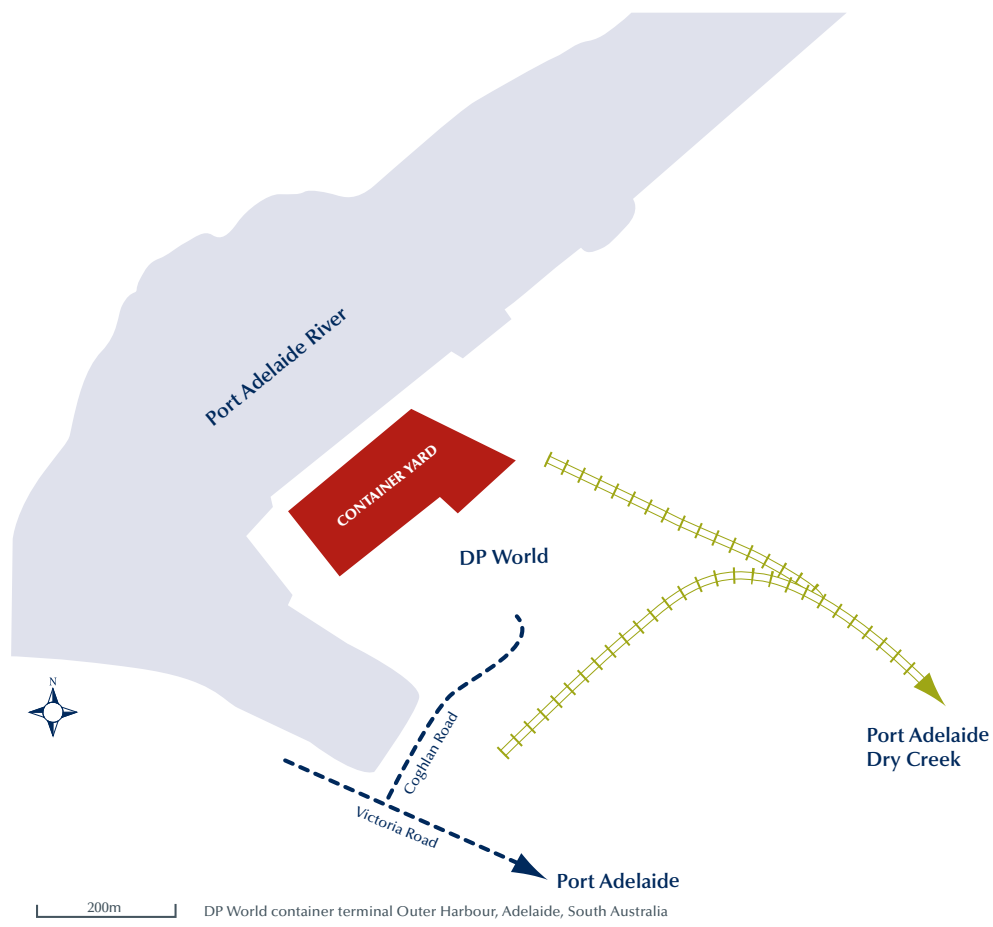 Port Adelaide River
CONTAINER YARD
DP World
N
Coghlan Road
Port Adelaide
Dry Creek
Victoria Road
Port Adelaide
200m
DP World container terminal Outer Harbour, Adelaide, South Australia